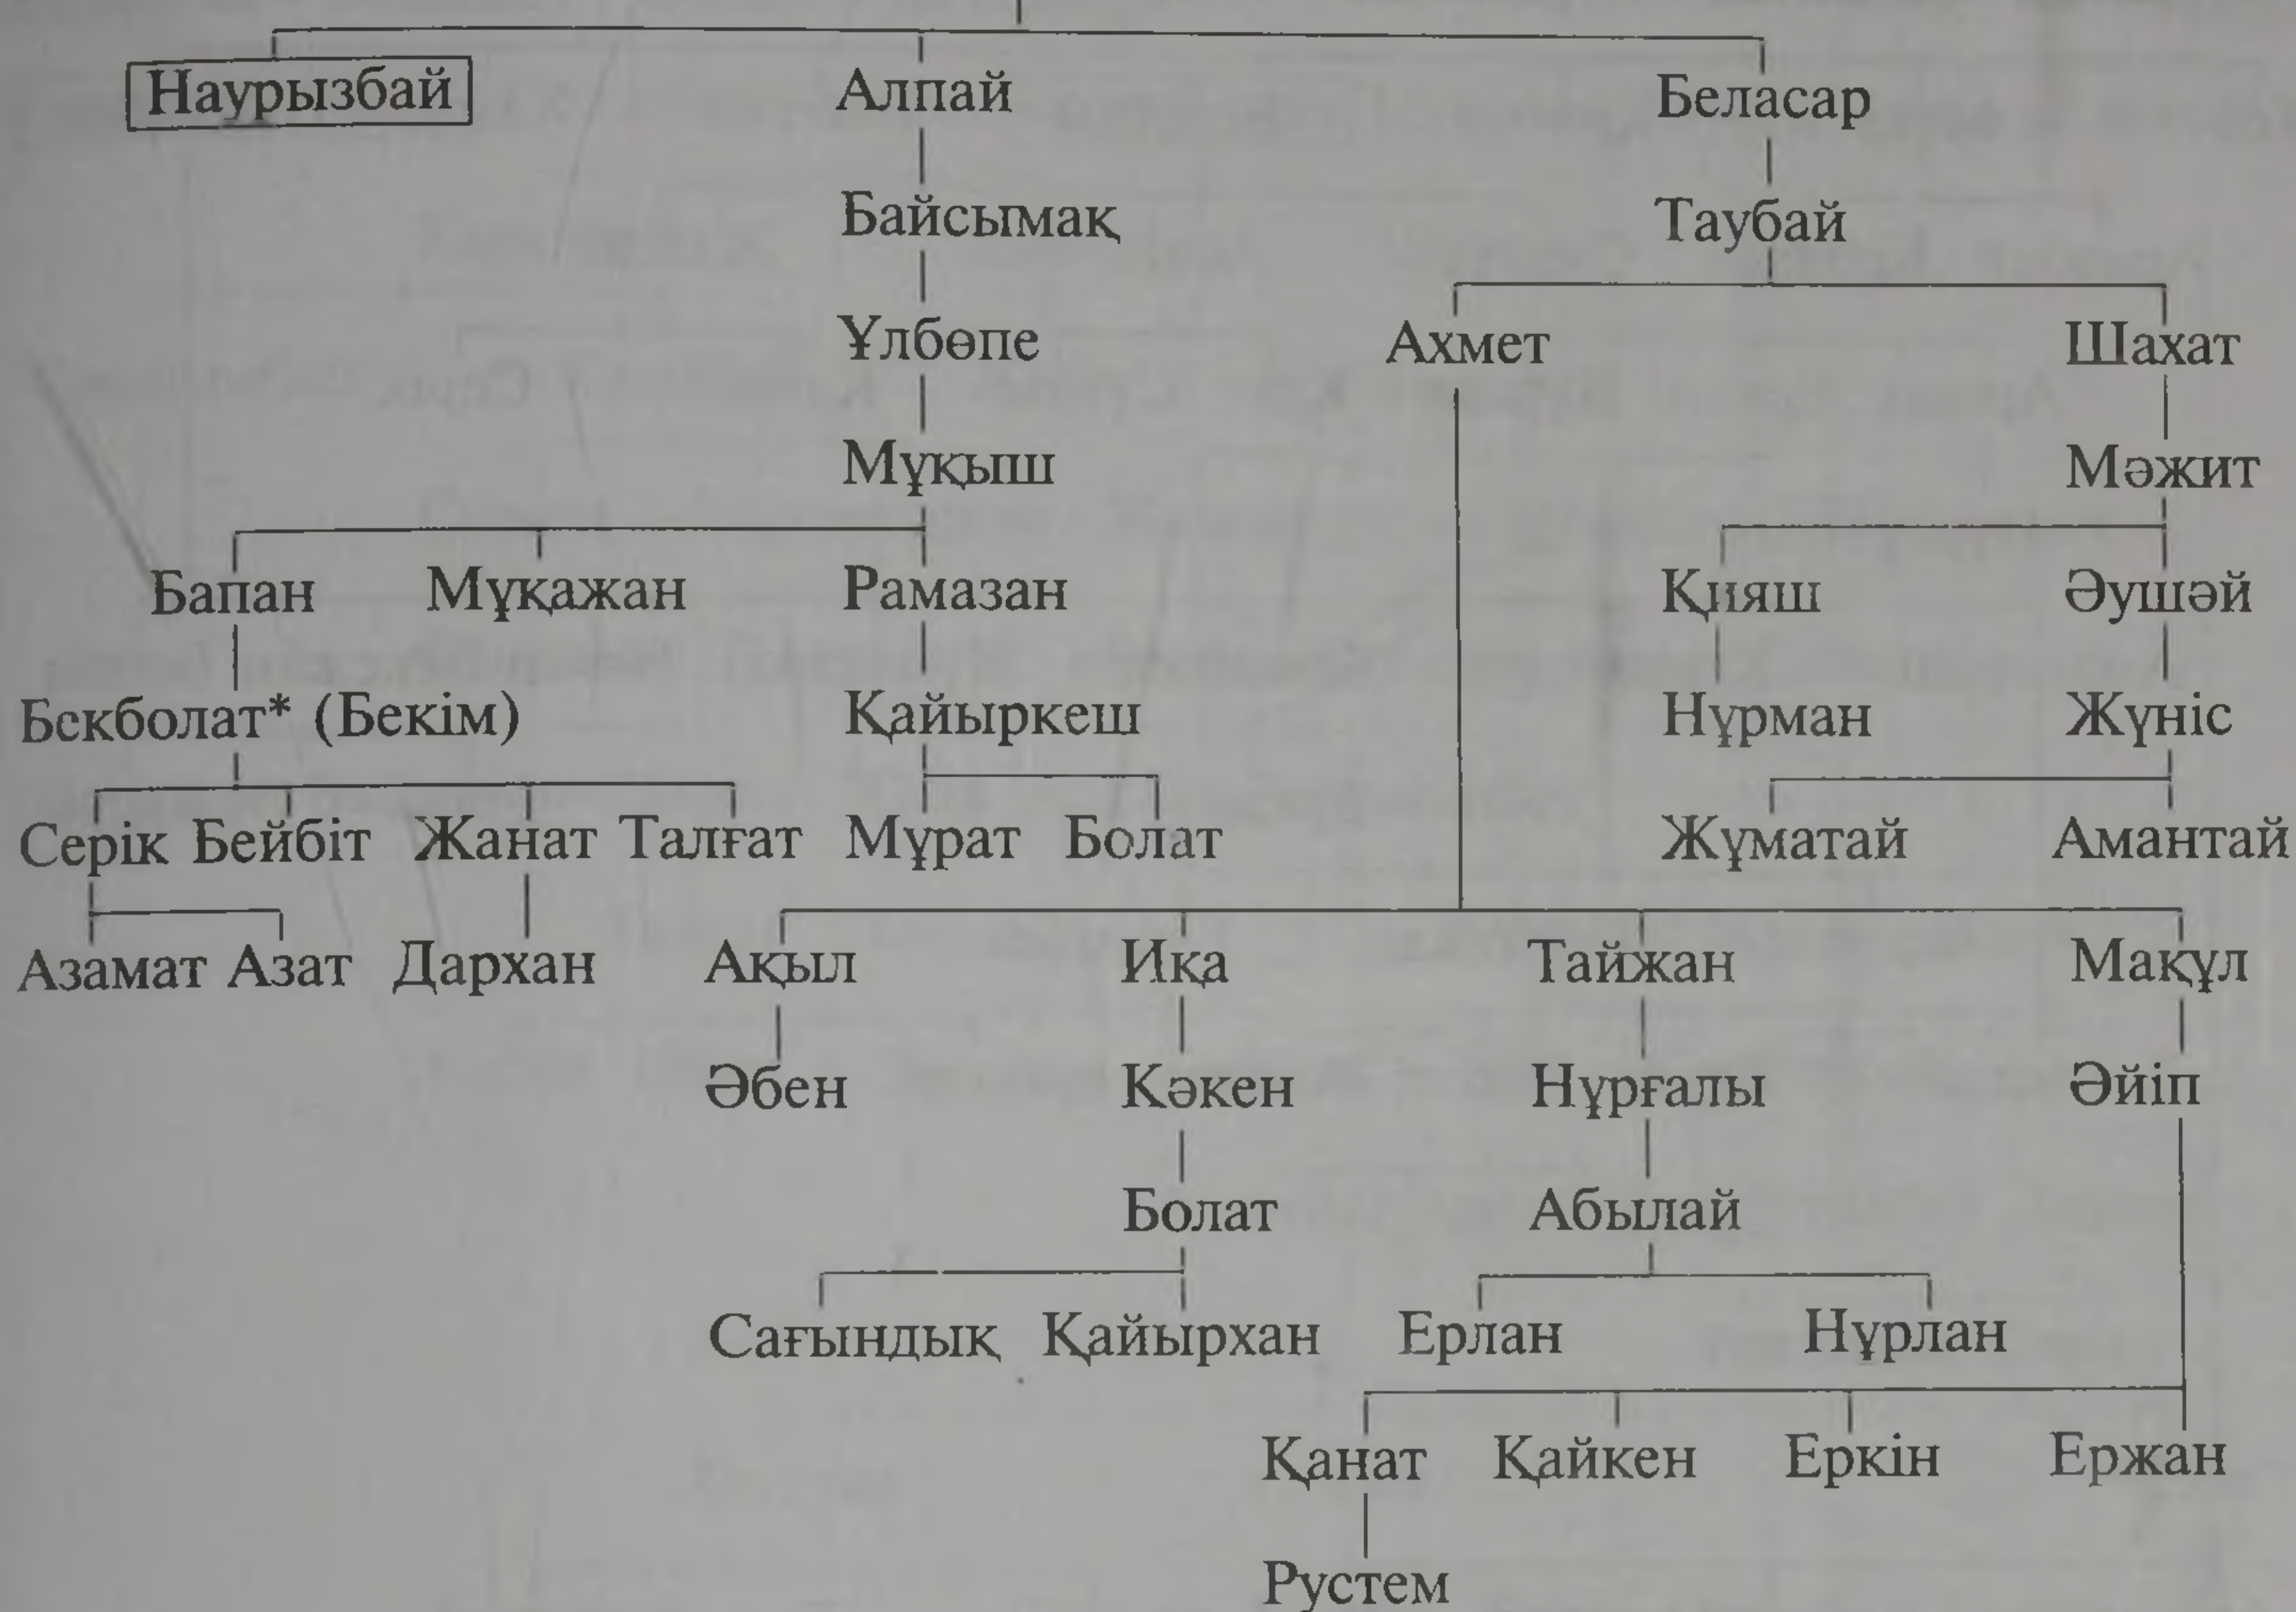 Наурызбай Алпай Беласар
Байсымақ Таубай
Ұлбөпе Ахмет Шахат
Мұқыш Мәжит
Бапан Мұқажан Рамазан Қияш Әушәй
Бекболат* (Бекім) Қайыркеш Нұрман Жүніс
Серік Бейбіт Жанат Талғат Мұрат Болат Жұматай Амантай
Азамат Азат Дархан Ақыл Иқа Тайжан Мақұл
Әбен Кәкен Нұрғалы Әйіп
Болат Абылай
Сағындық Қайырхан Ерлан Нұрлан
Қанат Қайкен Еркін Ержан
Рустем